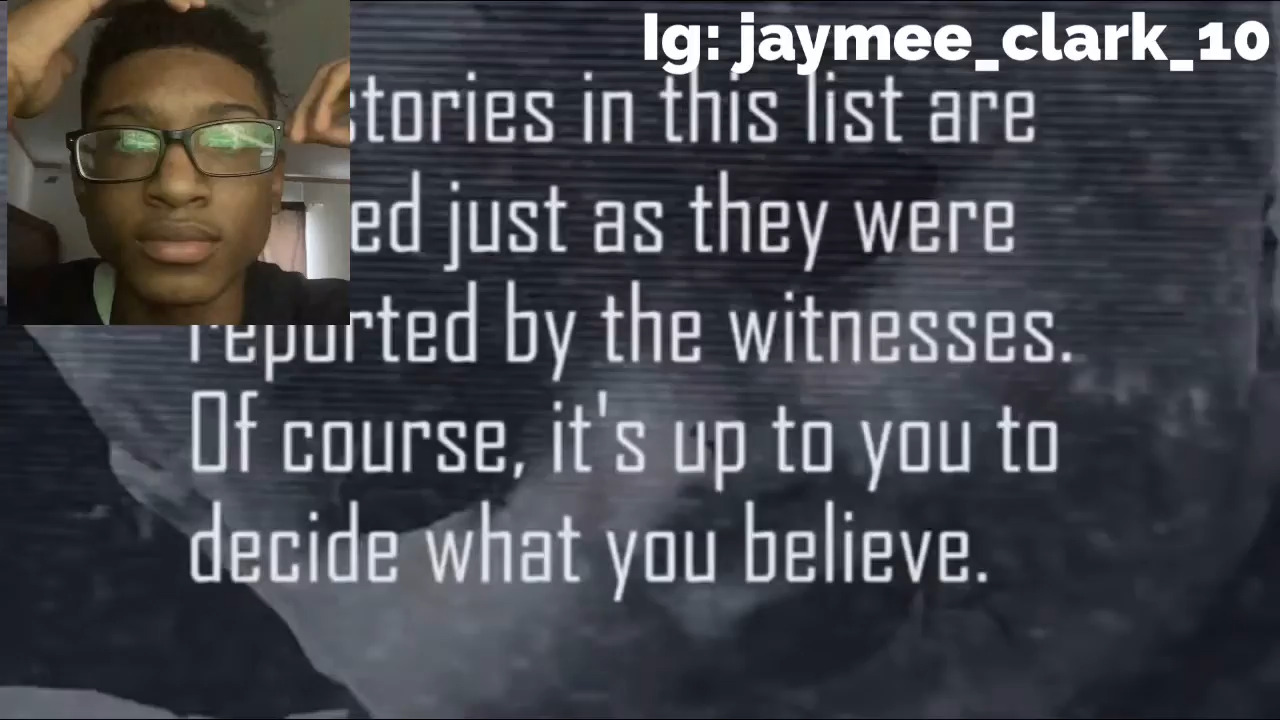 Ig: jaymee_clark_10
stories in this list are
ed just as they were
reported by the witnesses.
Of course, it's up to you to
decide what you believe.